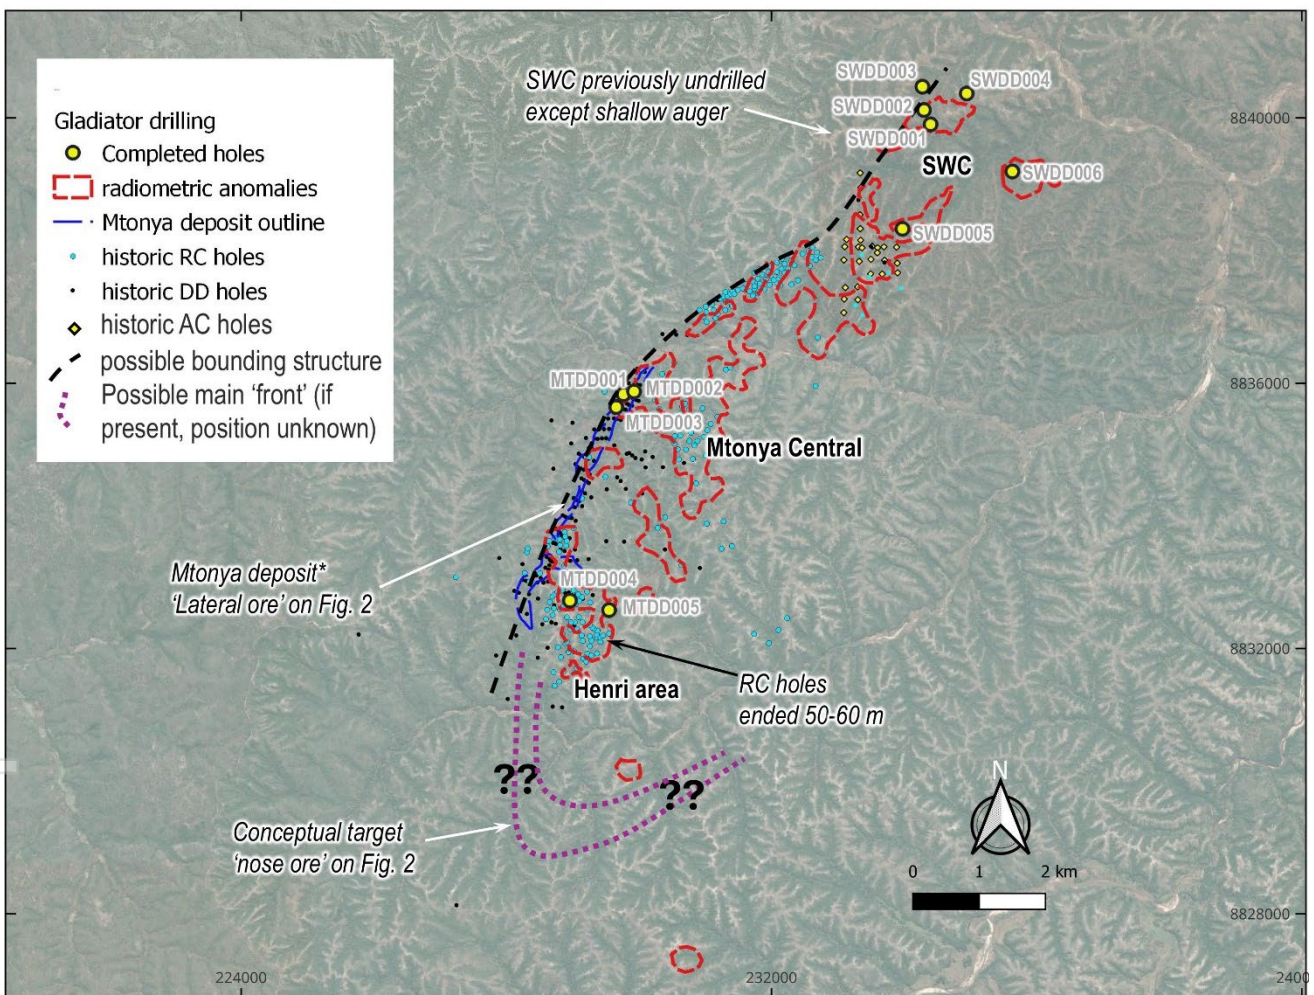 Gladiator drilling
Completed holes
radiometric anomalies
Mtonya deposit outline
historic RC holes
historic DD holes
historic AC holes
possible bounding structure
Possible main ‘front’ (if
present, position unknown)
SWC previously undrilled
except shallow auger
SWDD003
SWDD004
SWDD002
SWDD001
SWC
SWDD006
SWDD005
8840000
MTDD001
MTDD002
MTDD003
8836000
Mtonya Central
Mtonya deposit*
‘Lateral ore’ on Fig. 2
MTDD004
MTDD005
8832000
Henri area
RC holes
ended 50-60 m
??
??
N
Conceptual target
‘nose ore’ on Fig. 2
0 1 2 km
8828000
224000
232000
2400